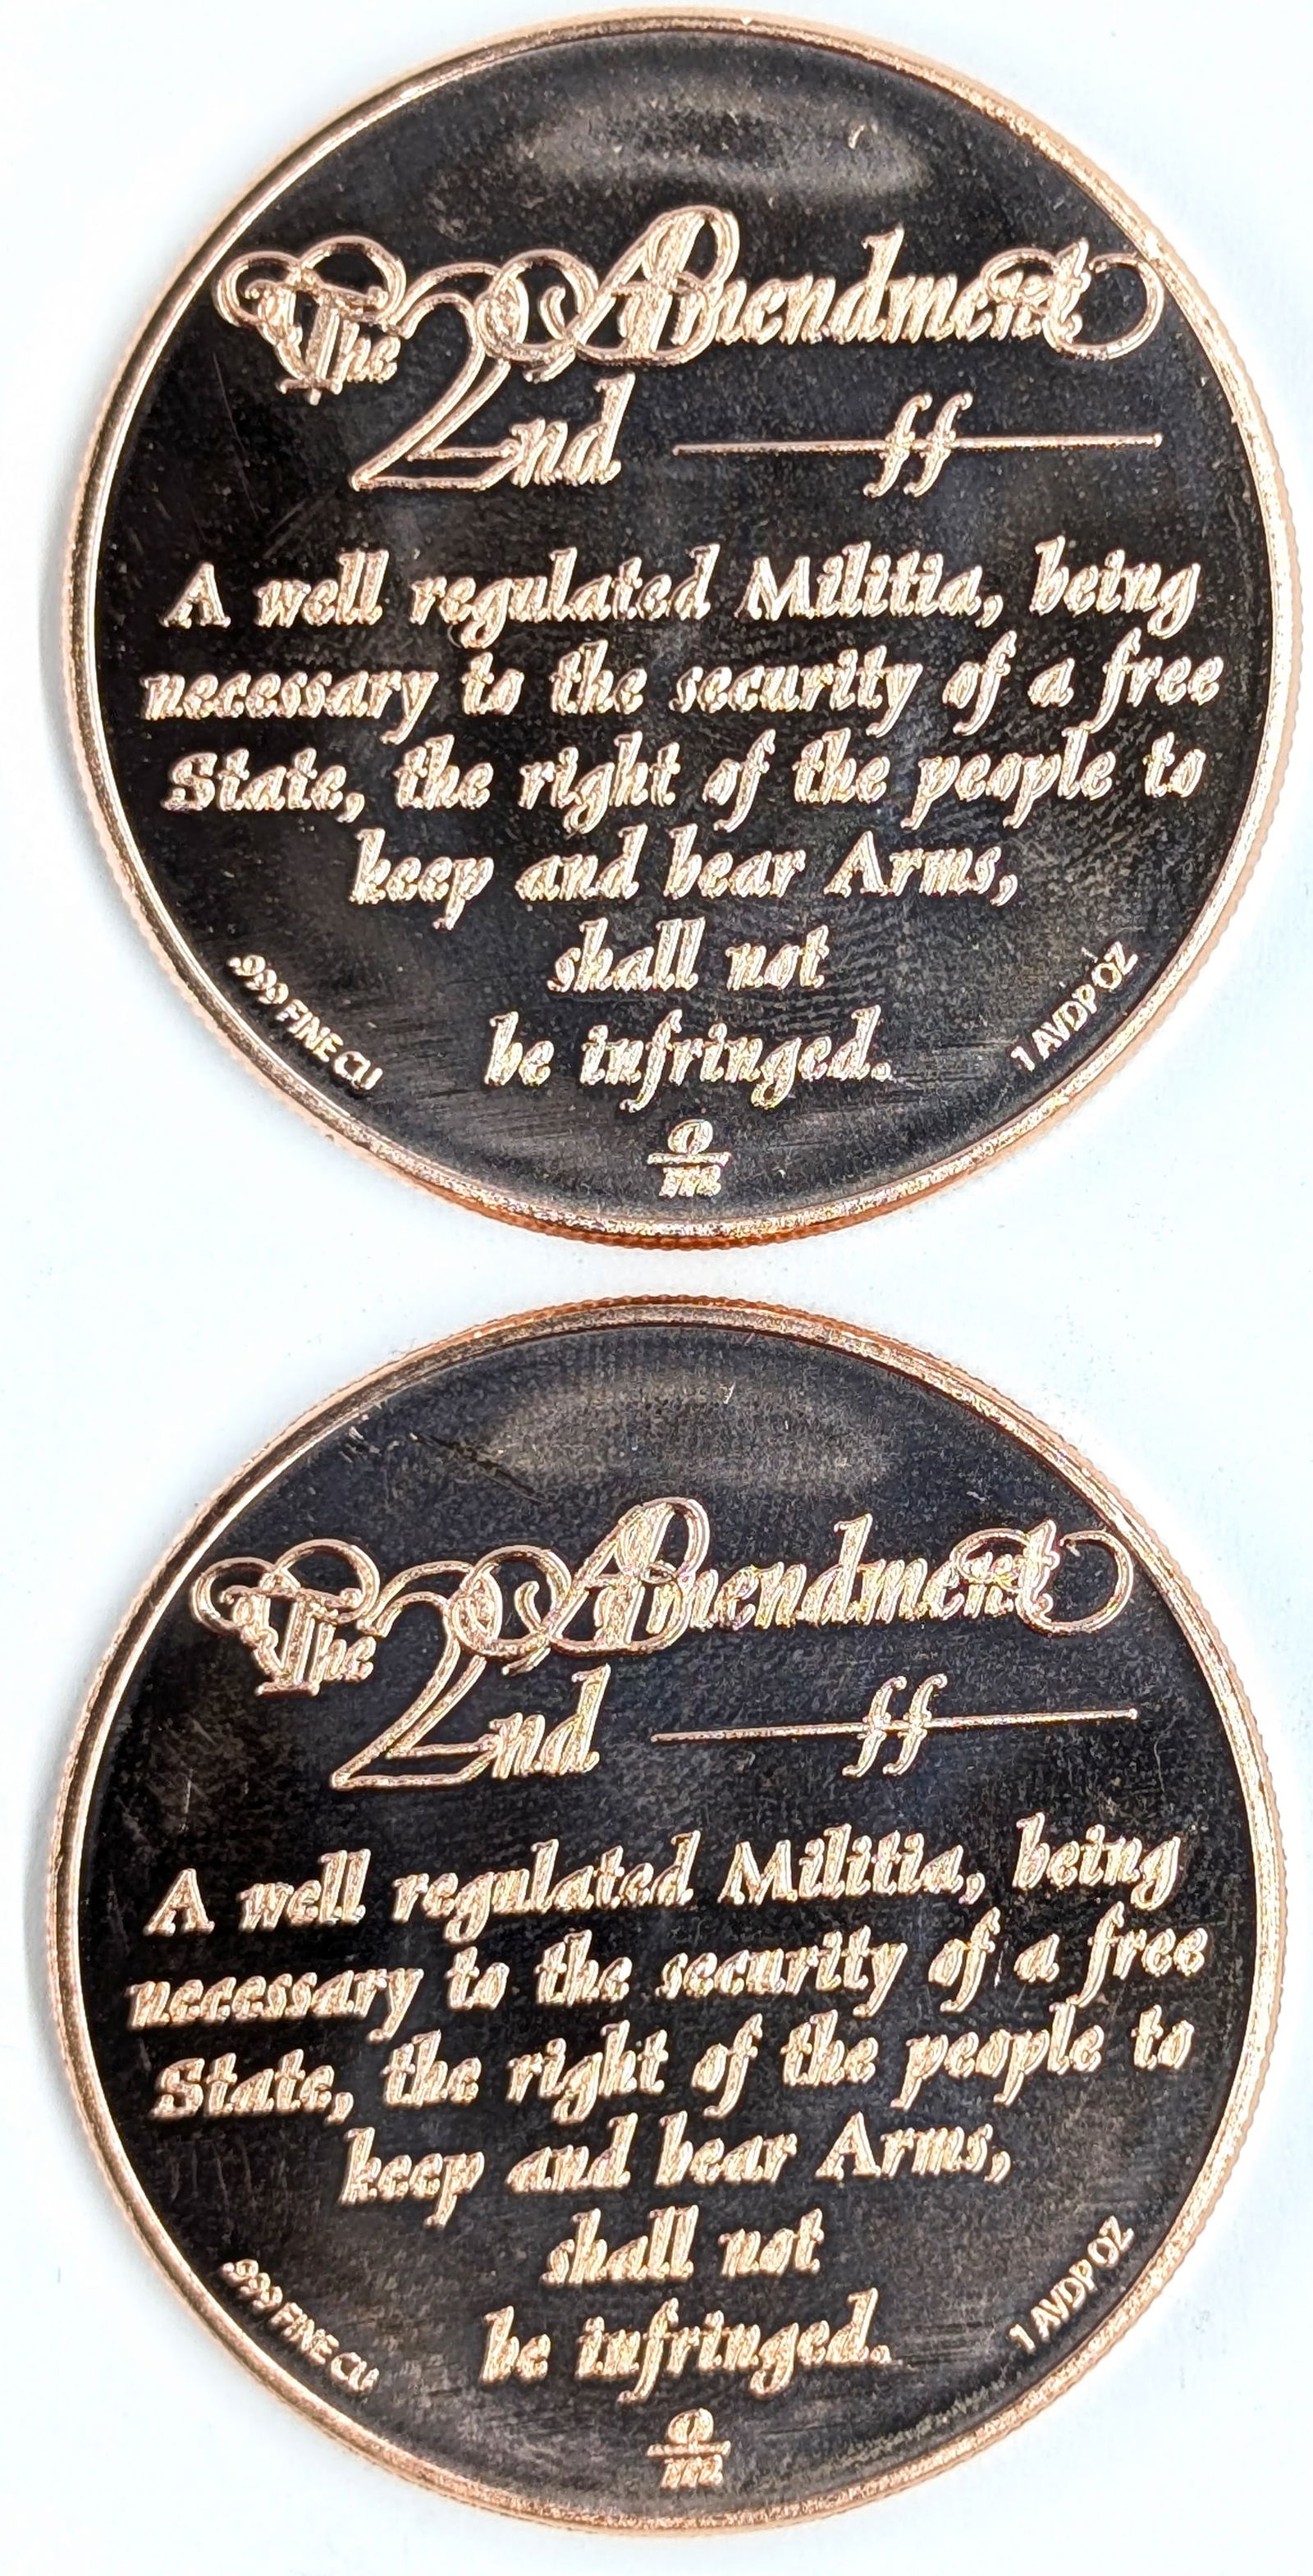 The 2nd Amendment
ff
A well regulated Militia, being
necessary to the security of a free
State, the right of the people to
keep and bear Arms,
shall not
be infringed.
.999 FINE CU
1 AVDP OZ
The 2nd Amendment
ff
A well regulated Militia, being
necessary to the security of a free
State, the right of the people to
keep and bear Arms,
shall not
be infringed.
.999 FINE CU
1 AVDP OZ